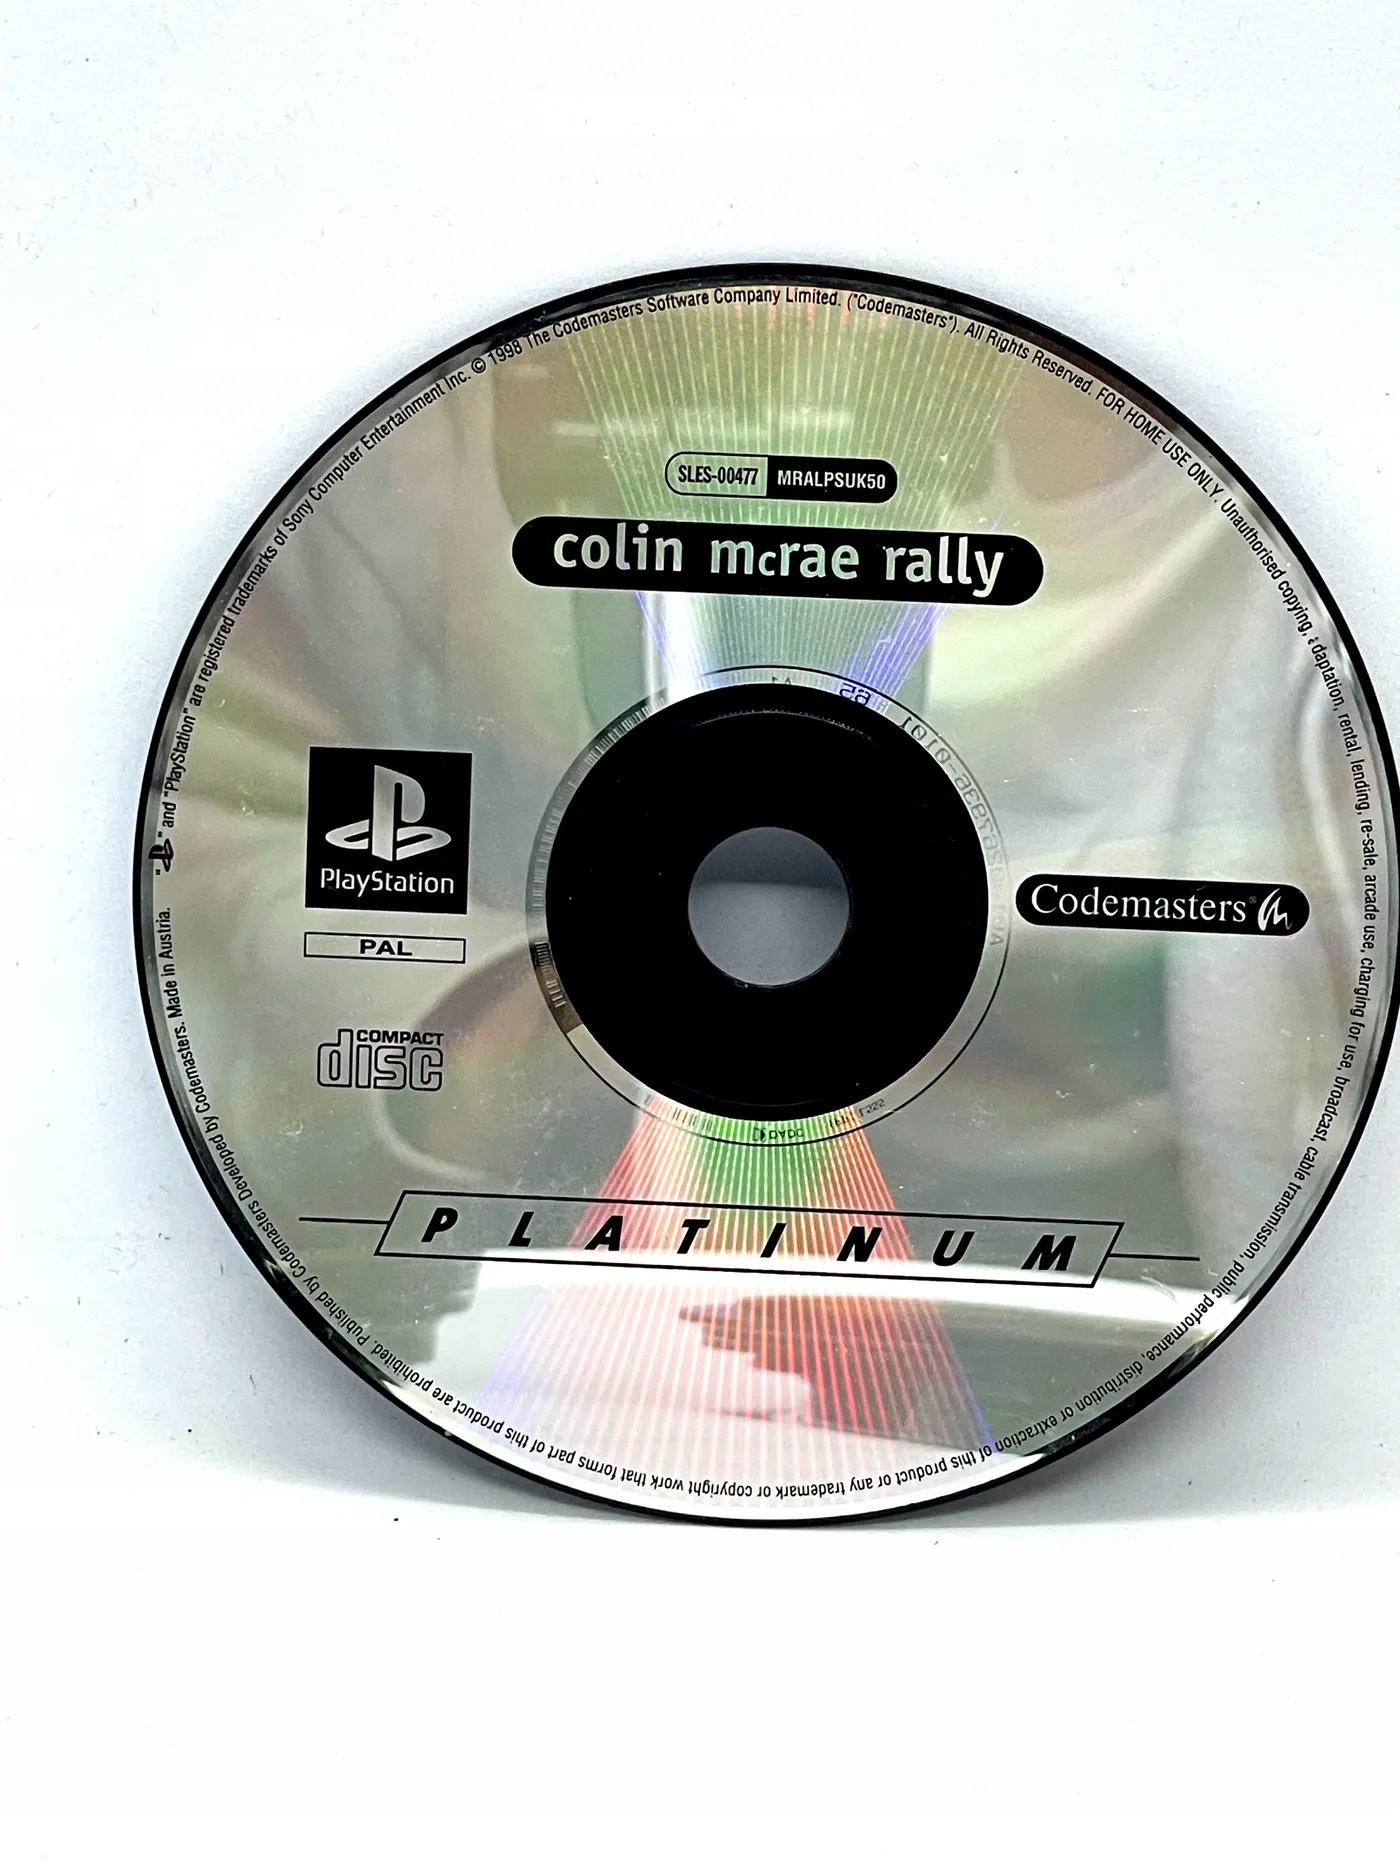 SLES-00477 MRALPSUK50
colin mcrae rally
PlayStation
PAL
Codemasters®
COMPACT
disc
PLATINUM
" " and "PlayStation" are registered trademarks of Sony Computer Entertainment Inc. © 1998 The Codemasters Software Company Limited. ("Codemasters"). All Rights Reserved. FOR HOME USE ONLY. Unauthorised copying, adaptation, rental, lending, re-sale, arcade use, charging for use, broadcast, cable transmission, public performance, distribution or extraction of this product or any trademark or copyright work that forms part of this product are prohibited. Published by Codemasters Developed by Codemasters. Made in Austria.